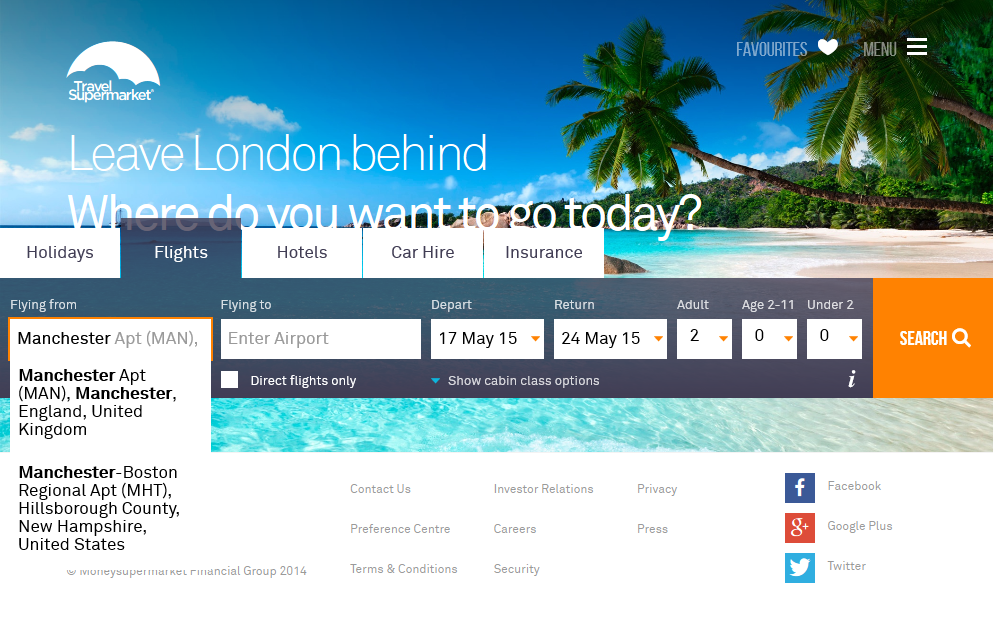 FAVOURITES
MENU
Travel
Supermarket
Leave London behind
Where do you want to go today?
Holidays
Flights
Hotels
Car Hire
Insurance
Flying from
Flying to
Depart
Return
Adult
Age 2-11
Under 2
Manchester Apt (MAN),
Enter Airport
17 May 15
24 May 15
2
0
0
SEARCH
Manchester Apt
(MAN), Manchester,
England, United
Kingdom
Direct flights only
Show cabin class options
i
Manchester-Boston
Regional Apt (MHT),
Hillsborough County,
New Hampshire,
United States
Contact Us
Investor Relations
Privacy
Facebook
Preference Centre
Careers
Press
Google Plus
Terms & Conditions
Security
Twitter
© Moneysupermarket Financial Group 2014